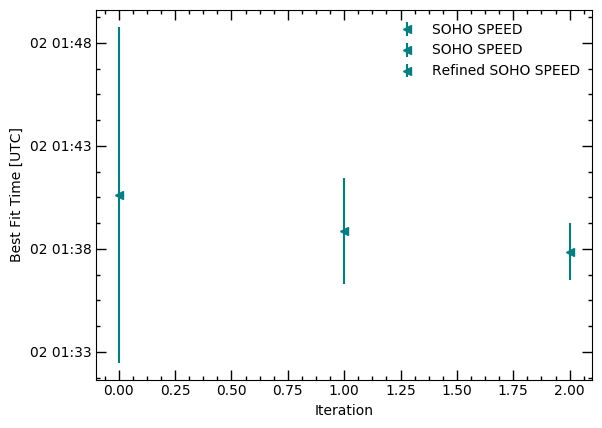 SOHO SPEED
SOHO SPEED
Refined SOHO SPEED
02 01:48
02 01:43
02 01:38
02 01:33
Best Fit Time [UTC]
0.00 0.25 0.50 0.75 1.00 1.25 1.50 1.75 2.00
Iteration